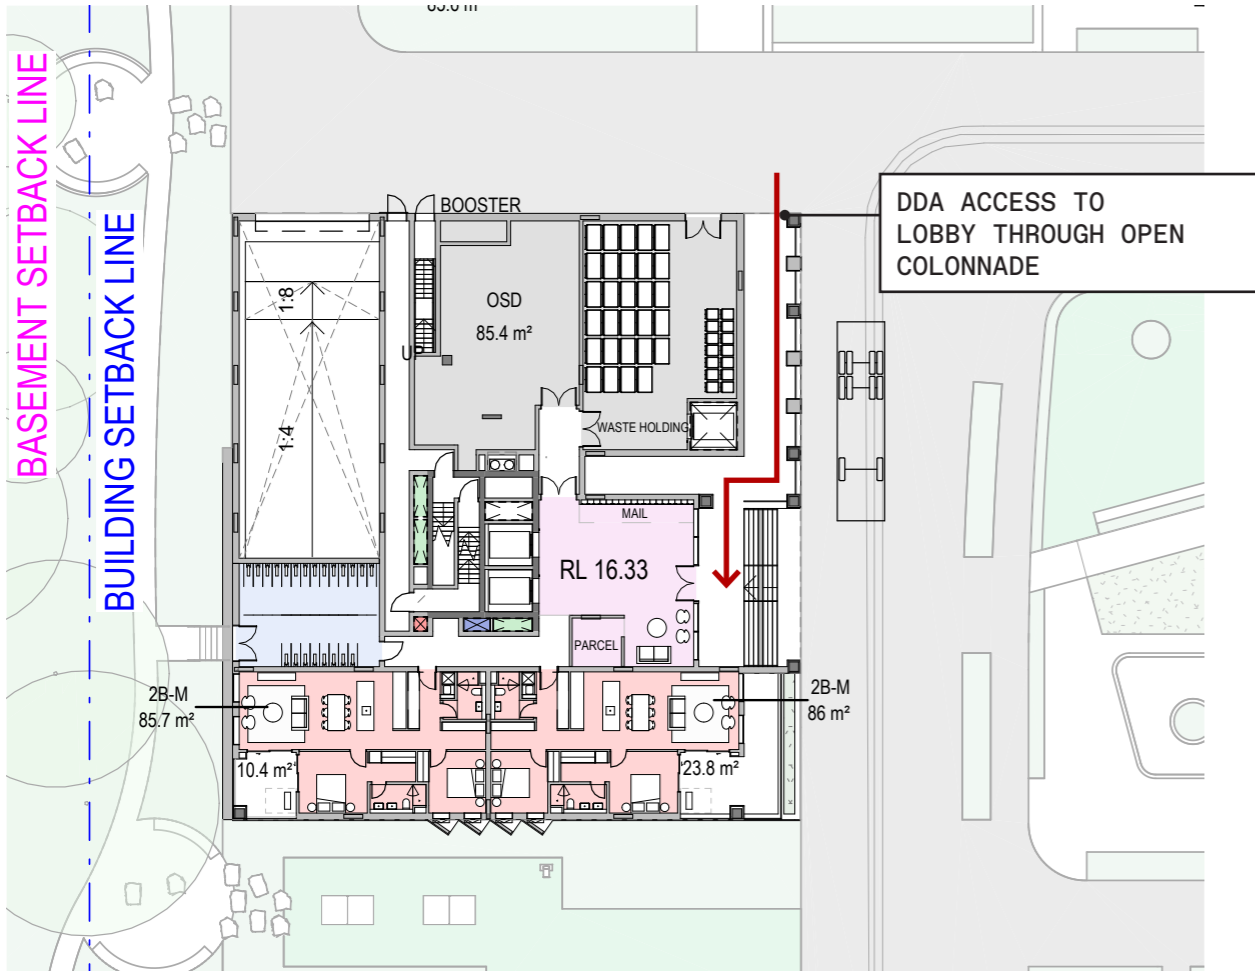 BASEMENT SETBACK LINE
BUILDING SETBACK LINE
DDA ACCESS TO
LOBBY THROUGH OPEN
COLONNADE
BOOSTER
OSD
85.4 m²
UP
1:8
1:4
WASTE HOLDING
MAIL
RL 16.33
PARCEL
2B-M
85.7 m²
2B-M
86 m²
10.4 m²
23.8 m²